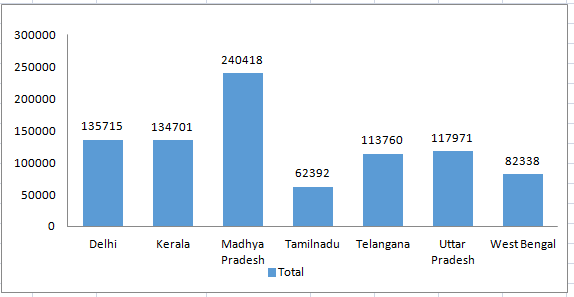 300000
250000
200000
150000
100000
50000
0
135715
134701
240418
62392
113760
117971
82338
Delhi
Kerala
Madhya
Pradesh
Tamilnadu
Telangana
Uttar
Pradesh
West Bengal
Total